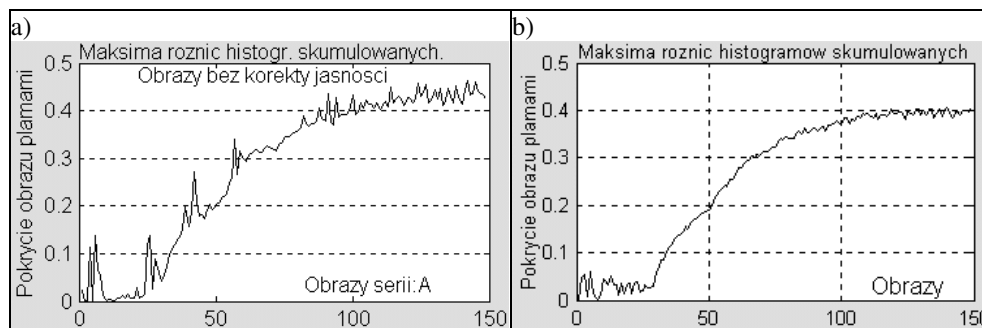 a)
Maksima roznic histogr. skumulowanych.
Obrazy bez korekty jasnosci
Pokrycie obrazu plamami
0.5
0.4
0.3
0.2
0.1
0
Obrazy serii: A
0 50 100 150
b)
Maksima roznic histogramow skumulowanych
Pokrycie obrazu plamami
0.5
0.4
0.3
0.2
0.1
0
Obrazy
0 50 100 150